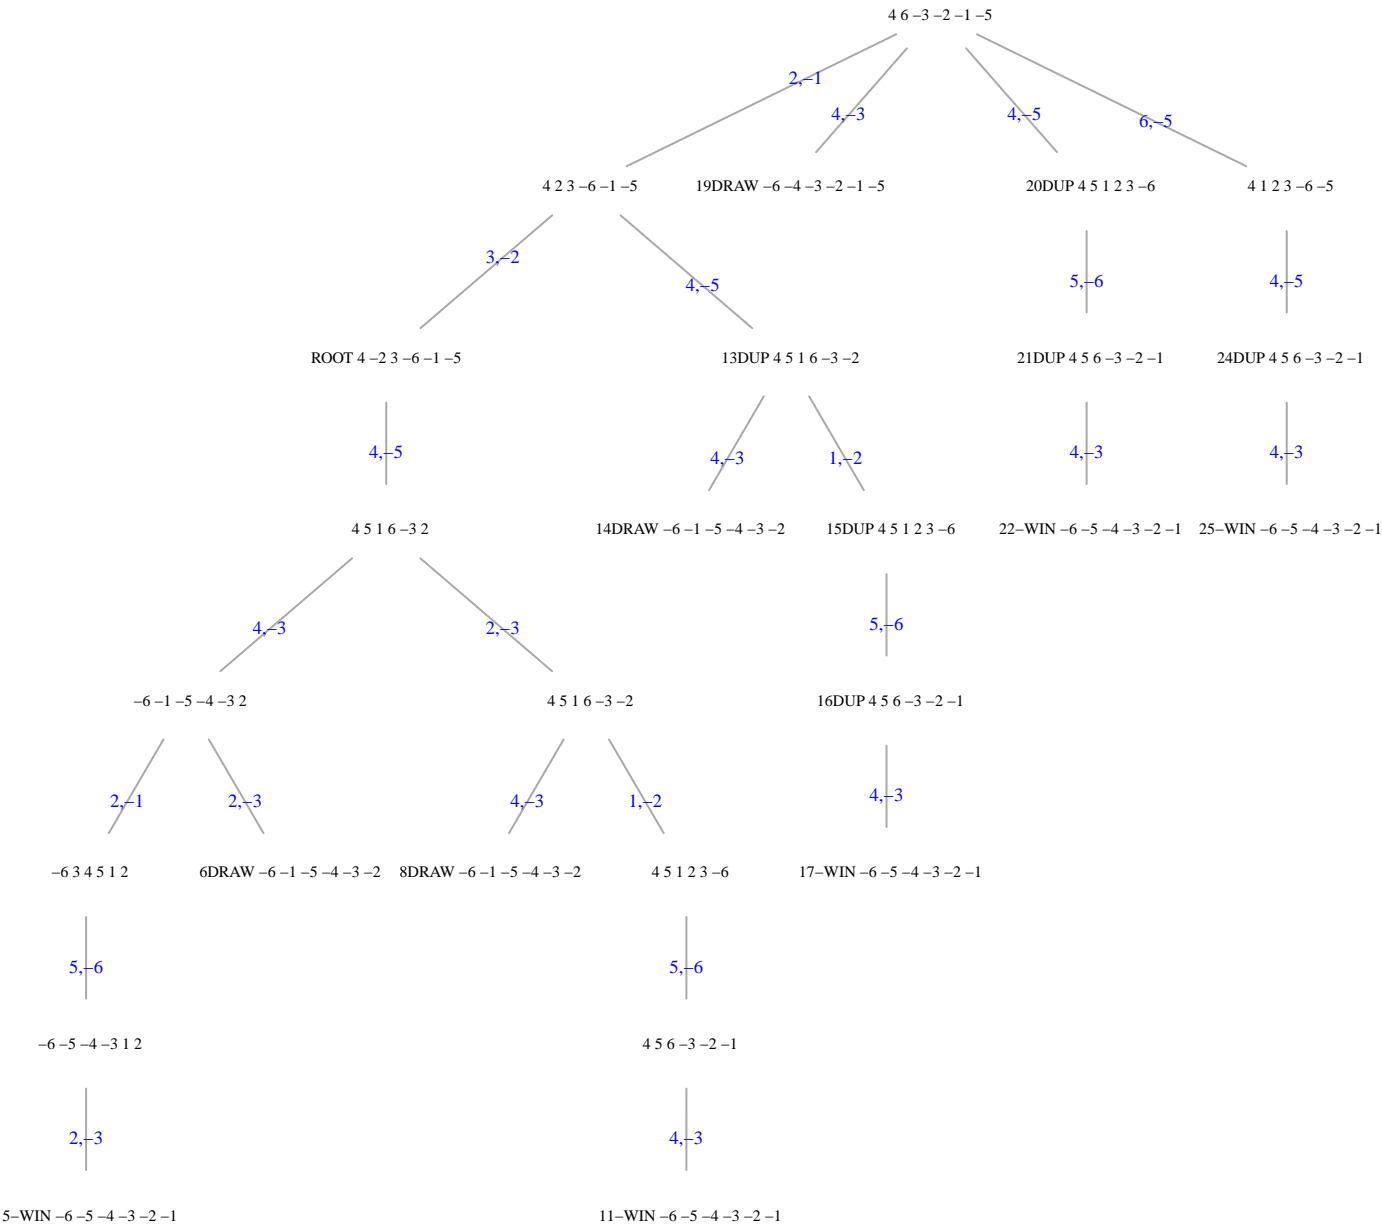 4 6 –3 –2 –1 –5
2,–1
4,–3
4,–5
6,–5
4 2 3 –6 –1 –5
19DRAW –6 –4 –3 –2 –1 –5
20DUP 4 5 1 2 3 –6
4 1 2 3 –6 –5
3,–2
4,–5
5,–6
4,–5
ROOT 4 –2 3 –6 –1 –5
13DUP 4 5 1 6 –3 –2
21DUP 4 5 6 –3 –2 –1
24DUP 4 5 6 –3 –2 –1
4,–5
4,–3
1,–2
4,–3
4,–3
4 5 1 6 –3 2
14DRAW –6 –1 –5 –4 –3 –2
15DUP 4 5 1 2 3 –6
22–WIN –6 –5 –4 –3 –2 –1
25–WIN –6 –5 –4 –3 –2 –1
4,–3
2,–3
5,–6
–6 –1 –5 –4 –3 2
4 5 1 6 –3 –2
16DUP 4 5 6 –3 –2 –1
2,–1
2,–3
4,–3
1,–2
4,–3
–6 3 4 5 1 2
6DRAW –6 –1 –5 –4 –3 –2
8DRAW –6 –1 –5 –4 –3 –2
4 5 1 2 3 –6
17–WIN –6 –5 –4 –3 –2 –1
5,–6
5,–6
–6 –5 –4 –3 1 2
4 5 6 –3 –2 –1
2,–3
4,–3
5–WIN –6 –5 –4 –3 –2 –1
11–WIN –6 –5 –4 –3 –2 –1